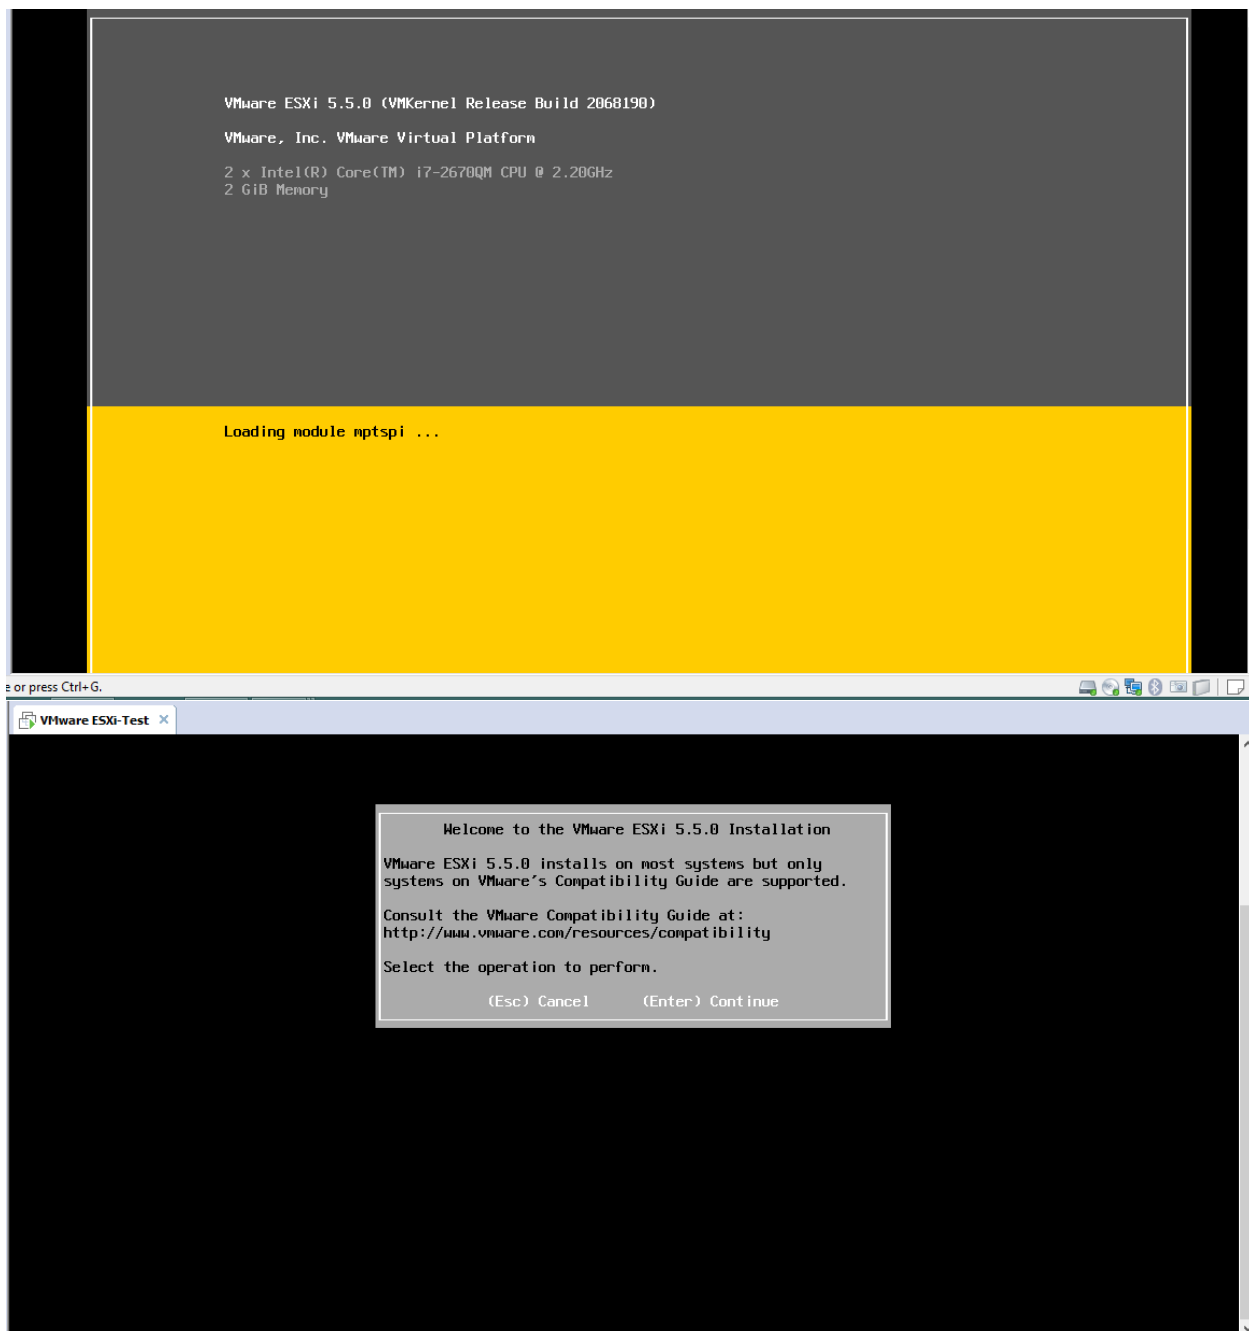 VMware ESXi 5.5.0 (VMKernel Release Build 2068190)
VMware, Inc. VMware Virtual Platform
2 x Intel(R) Core(TM) i7-2670QM CPU @ 2.20GHz
2 GiB Memory
Loading module mptspi ...
e or press Ctrl+G.
VMware ESXi-Test
Welcome to the VMware ESXi 5.5.0 Installation
VMware ESXi 5.5.0 installs on most systems but only
systems on VMware's Compatibility Guide are supported.
Consult the VMware Compatibility Guide at:
http://www.vmware.com/resources/compatibility
Select the operation to perform.
(Esc) Cancel (Enter) Continue